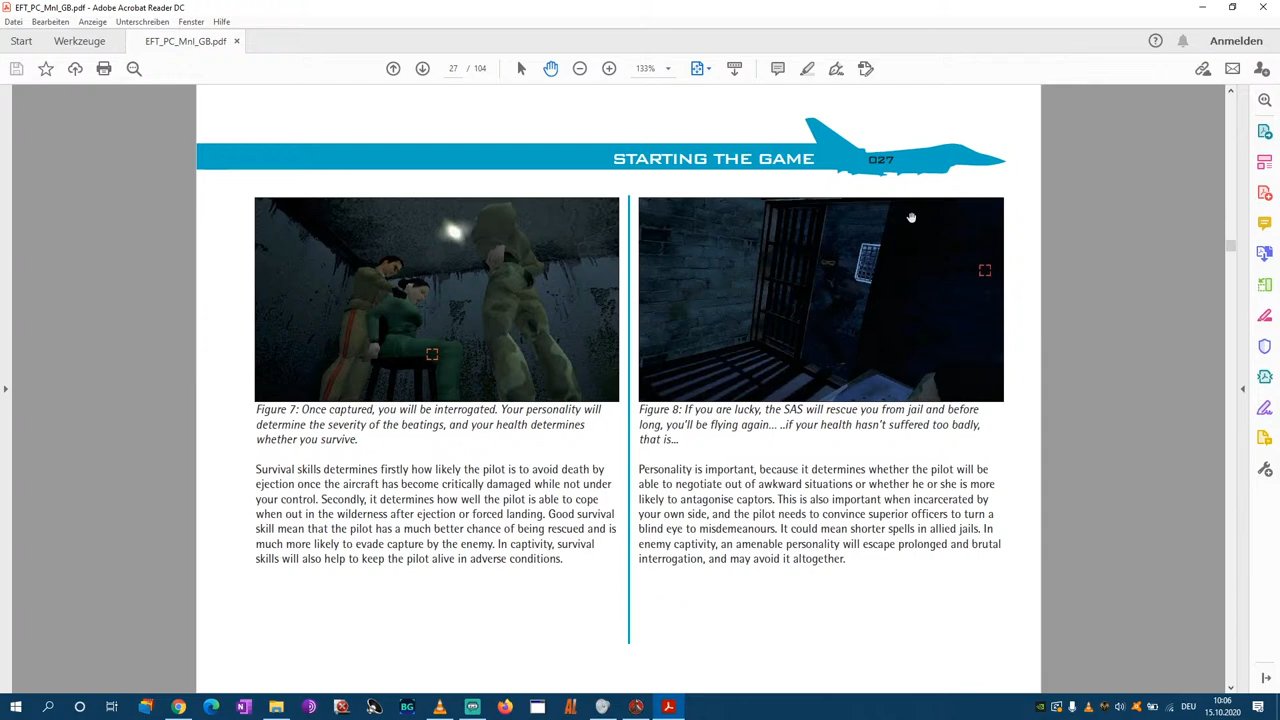 EFT_PC_Mnl_GB.pdf - Adobe Acrobat Reader DC
Datei Bearbeiten Anzeige Unterschreiben Fenster Hilfe
Start Werkzeuge EFT_PC_Mnl_GB.pdf × Anmelden
27 / 104 133%
STARTING THE GAME 027
Figure 7: Once captured, you will be interrogated. Your personality will
determine the severity of the beatings, and your health determines
whether you survive.
Survival skills determines firstly how likely the pilot is to avoid death by
ejection once the aircraft has become critically damaged while not under
your control. Secondly, it determines how well the pilot is able to cope
when out in the wilderness after ejection or forced landing. Good survival
skill mean that the pilot has a much better chance of being rescued and is
much more likely to evade capture by the enemy. In captivity, survival
skills will also help to keep the pilot alive in adverse conditions.
Figure 8: If you are lucky, the SAS will rescue you from jail and before
long, you'll be flying again... ..if your health hasn't suffered too badly,
that is...
Personality is important, because it determines whether the pilot will be
able to negotiate out of awkward situations or whether he or she is more
likely to antagonise captors. This is also important when incarcerated by
your own side, and the pilot needs to convince superior officers to turn a
blind eye to misdemeanours. It could mean shorter spells in allied jails. In
enemy captivity, an amenable personality will escape prolonged and brutal
interrogation, and may avoid it altogether.
BG
DEU
10:06
15.10.2020